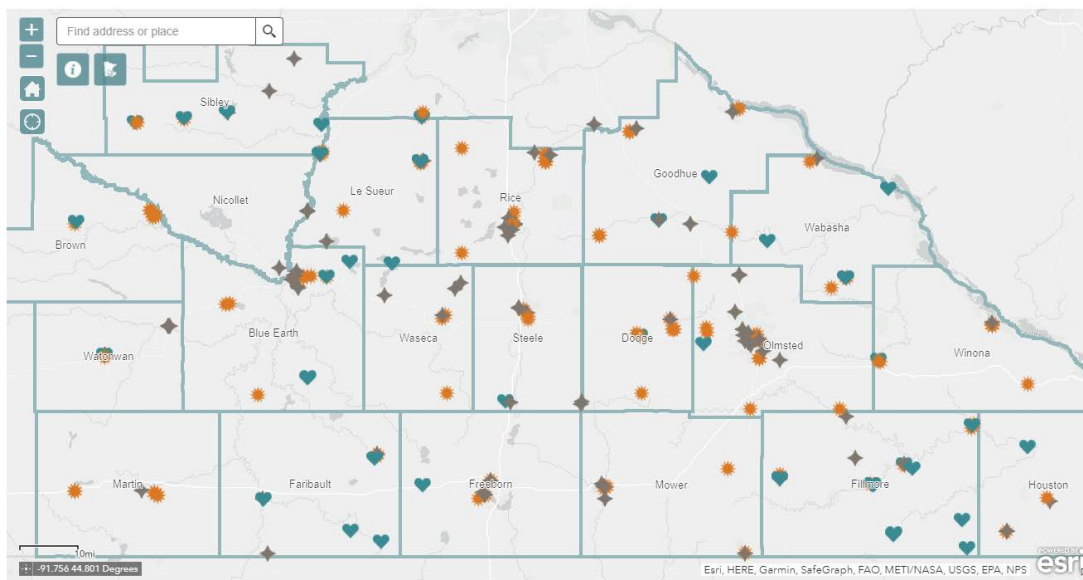 +
Find address or place
−
i
Sibley
Goodhue
Le Sueur
Rice
Nicollet
Wabasha
Brown
Blue Earth
Waseca
Steele
Dodge
Olmsted
Winona
Watonwan
Martin
Faribault
Freeborn
Mower
Fillmore
Houston
10mi
-91.756 44.801 Degrees
Esri, HERE, Garmin, SafeGraph, FAO, METI/NASA, USGS, EPA, NPS
POWERED BY
esri